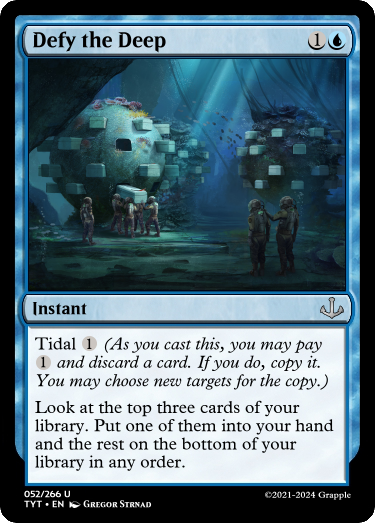 Defy the Deep 1
Instant
Tidal 1 (As you cast this, you may pay
1 and discard a card. If you do, copy it.
You may choose new targets for the copy.)
Look at the top three cards of your
library. Put one of them into your hand
and the rest on the bottom of your
library in any order.
052/266 U
TYT • EN Gregor Strnad
©2021-2024 Grapple